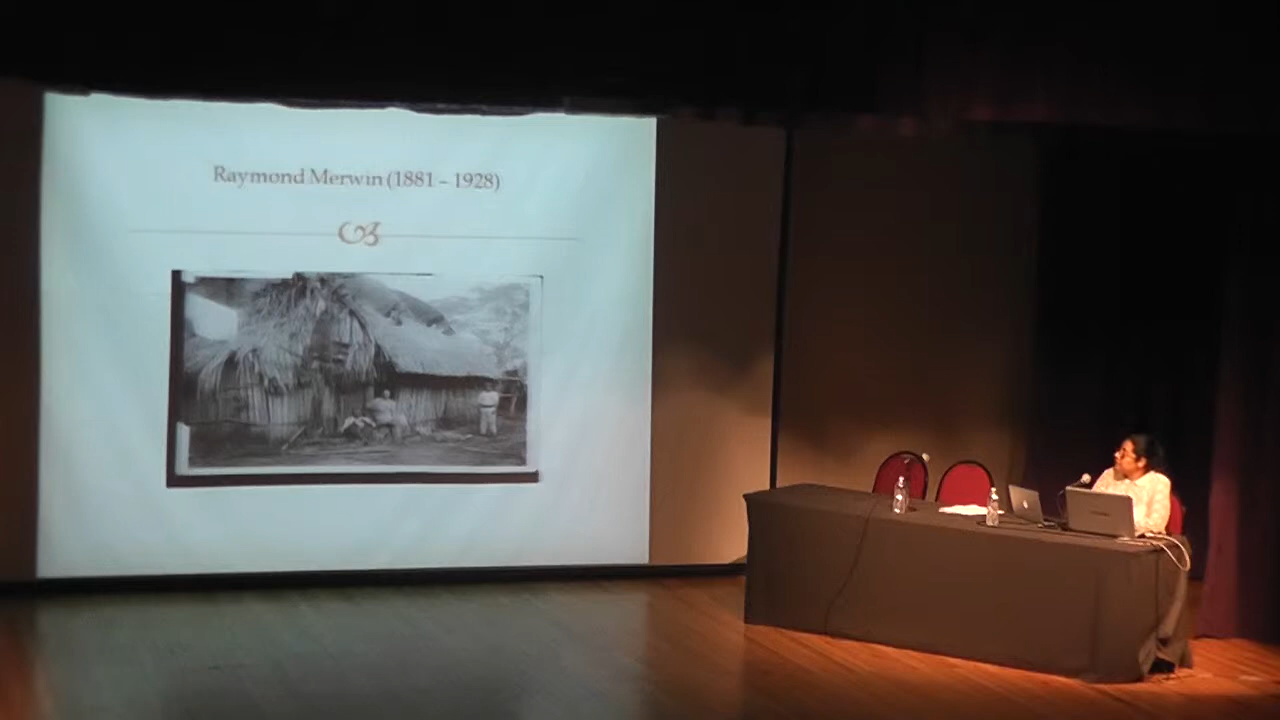 Raymond Merwin (1881 – 1928)